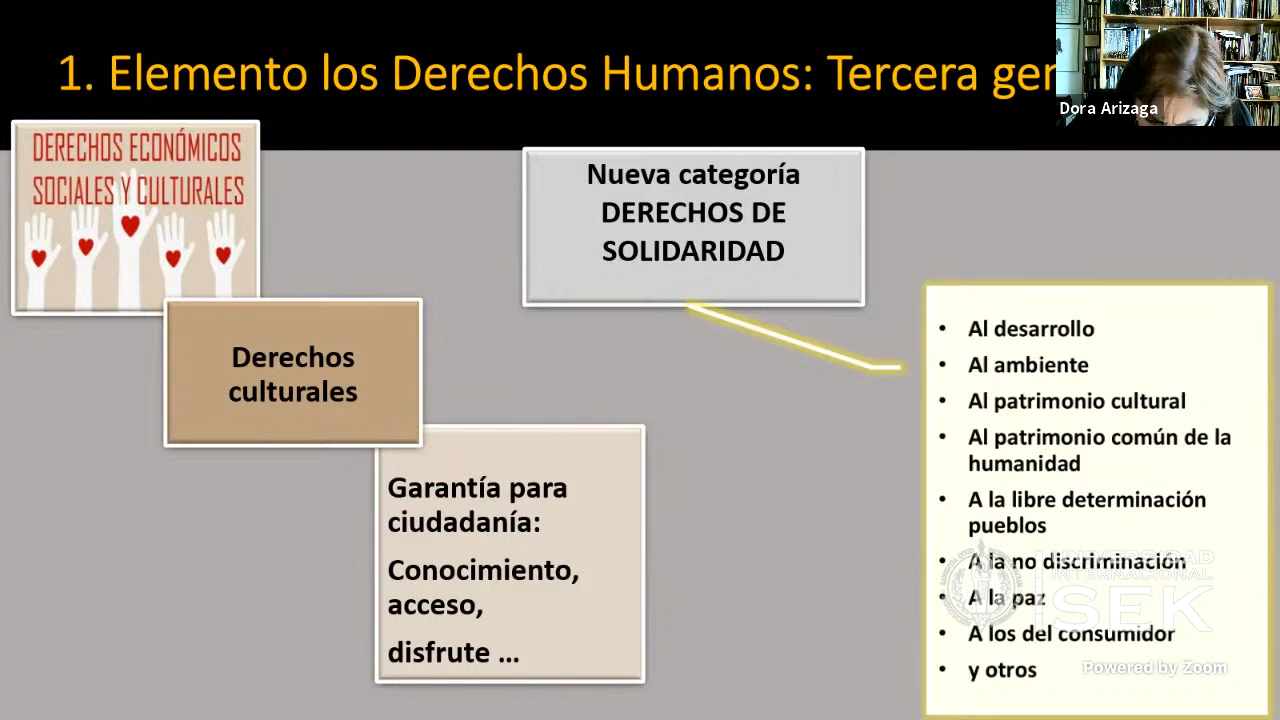 1. Elemento los Derechos Humanos: Tercera ger
Dora Arizaga
DERECHOS ECONÓMICOS
SOCIALES Y CULTURALES
Nueva categoría
DERECHOS DE
SOLIDARIDAD
Derechos
culturales
Garantía para
ciudadanía:
Conocimiento,
acceso,
disfrute ...
• Al desarrollo
• Al ambiente
• Al patrimonio cultural
• Al patrimonio común de la
humanidad
• A la libre determinación
pueblos
• A la no discriminación
• A la paz
• A los del consumidor
• y otros
UNIVERSIDAD
INTERNACIONAL
SEK
Powered by Zoom